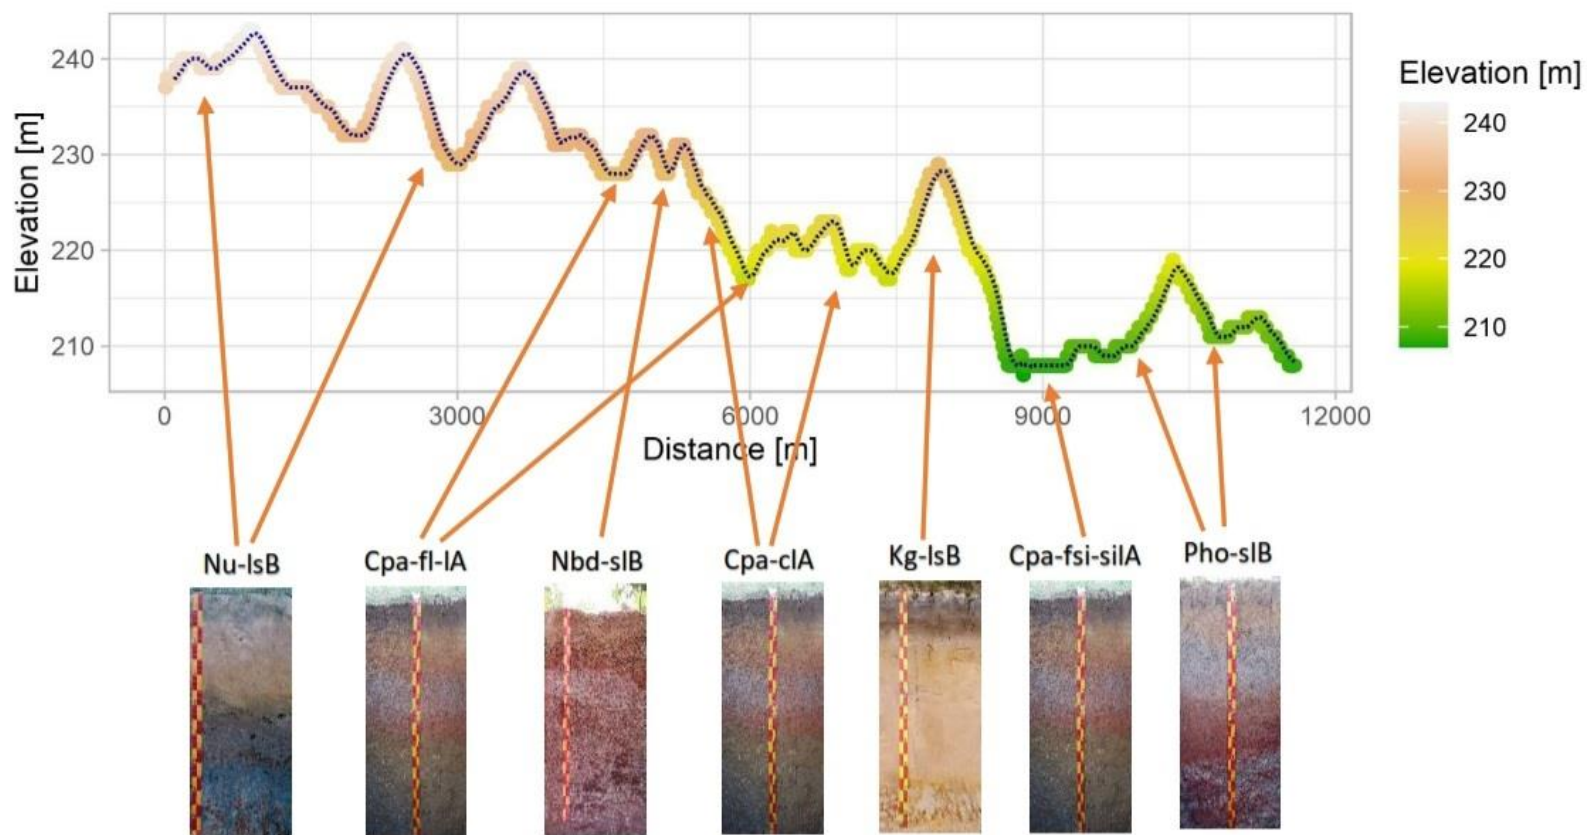 Elevation [m]
240
230
220
210
0
3000
6000
9000
12000
Distance [m]
Elevation [m]
240
230
220
210
Nu-lsB
Cpa-fl-lA
Nbd-slB
Cpa-clA
Kg-lsB
Cpa-fsi-silA
Pho-slB